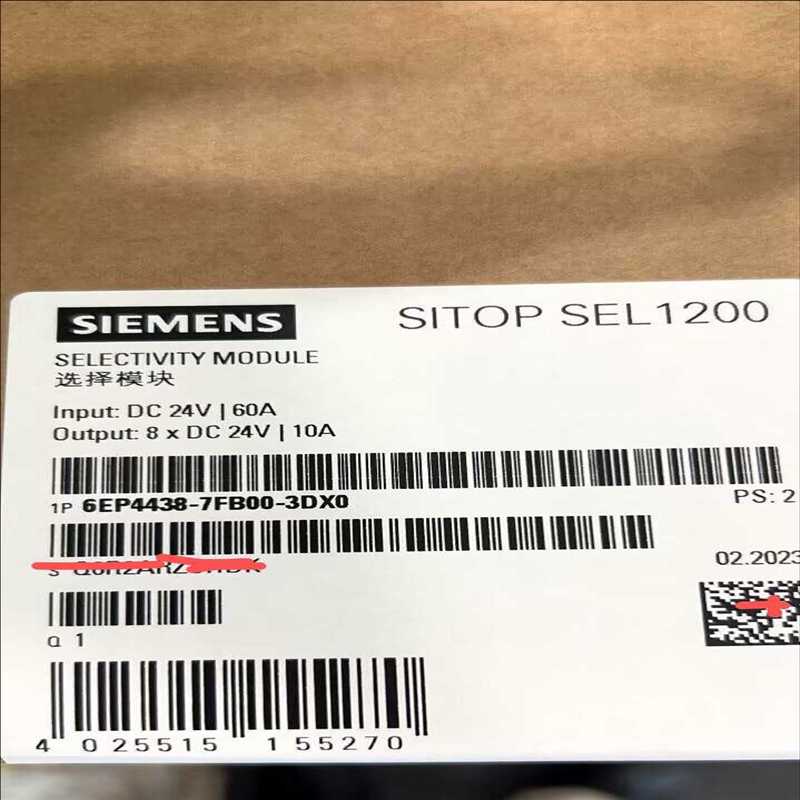 SIEMENS
SITOP SEL1200
SELECTIVITY MODULE
选择模块
Input: DC 24V | 60A
Output: 8 x DC 24V | 10A
1P 6EP4438-7FB00-3DX0
PS: 2
S
02.2023
Q 1
4 025515 155270